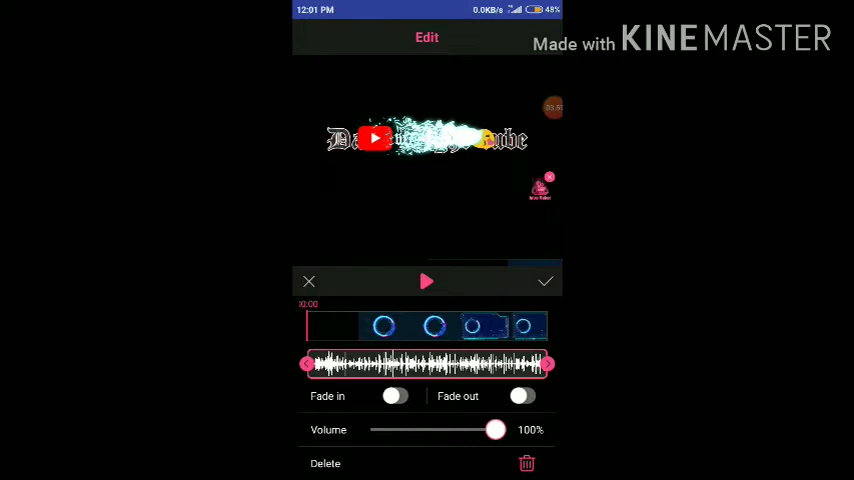 12:01 PM 0.0KB/s 48%
Edit
Made with KINEMASTER
00:00
Fade in Fade out
Volume 100%
Delete